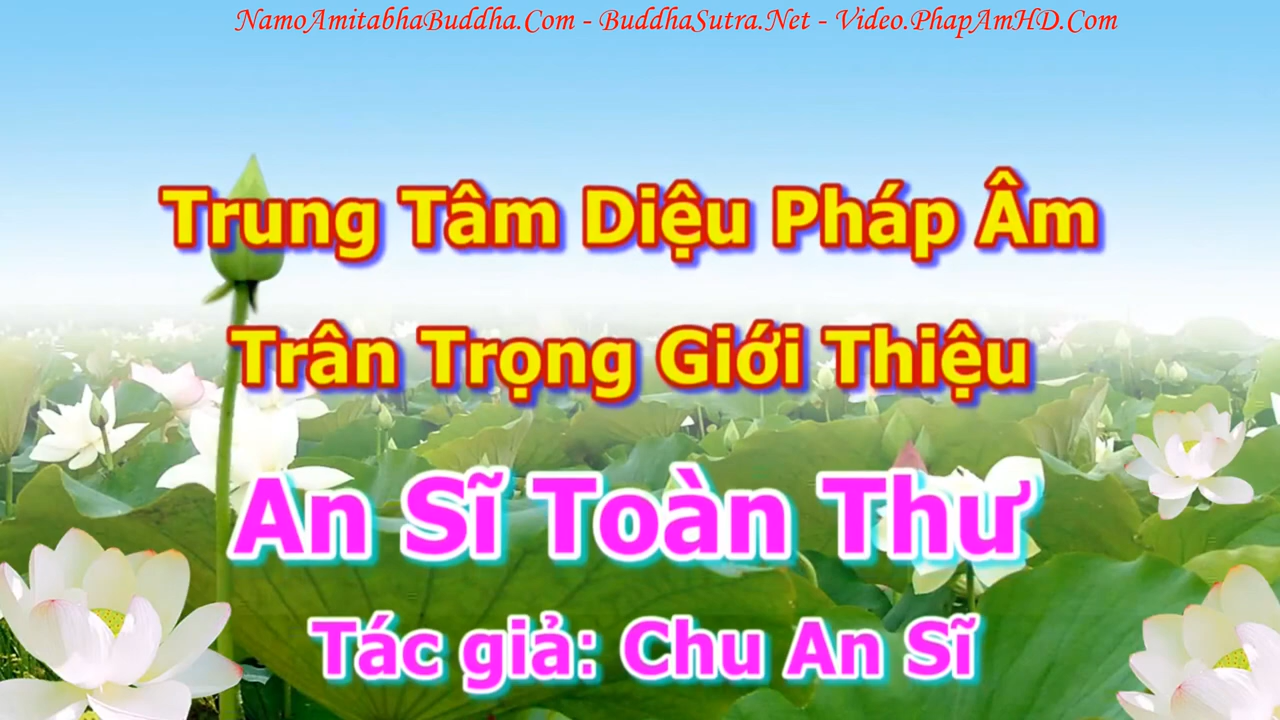 NamoAmitabhaBuddha.Com - BuddhaSutra.Net - Video.PhapAmHD.Com
Trung Tâm Diệu Pháp Âm
Trân Trọng Giới Thiệu
An Sĩ Toàn Thư
Tác giả: Chu An Sĩ